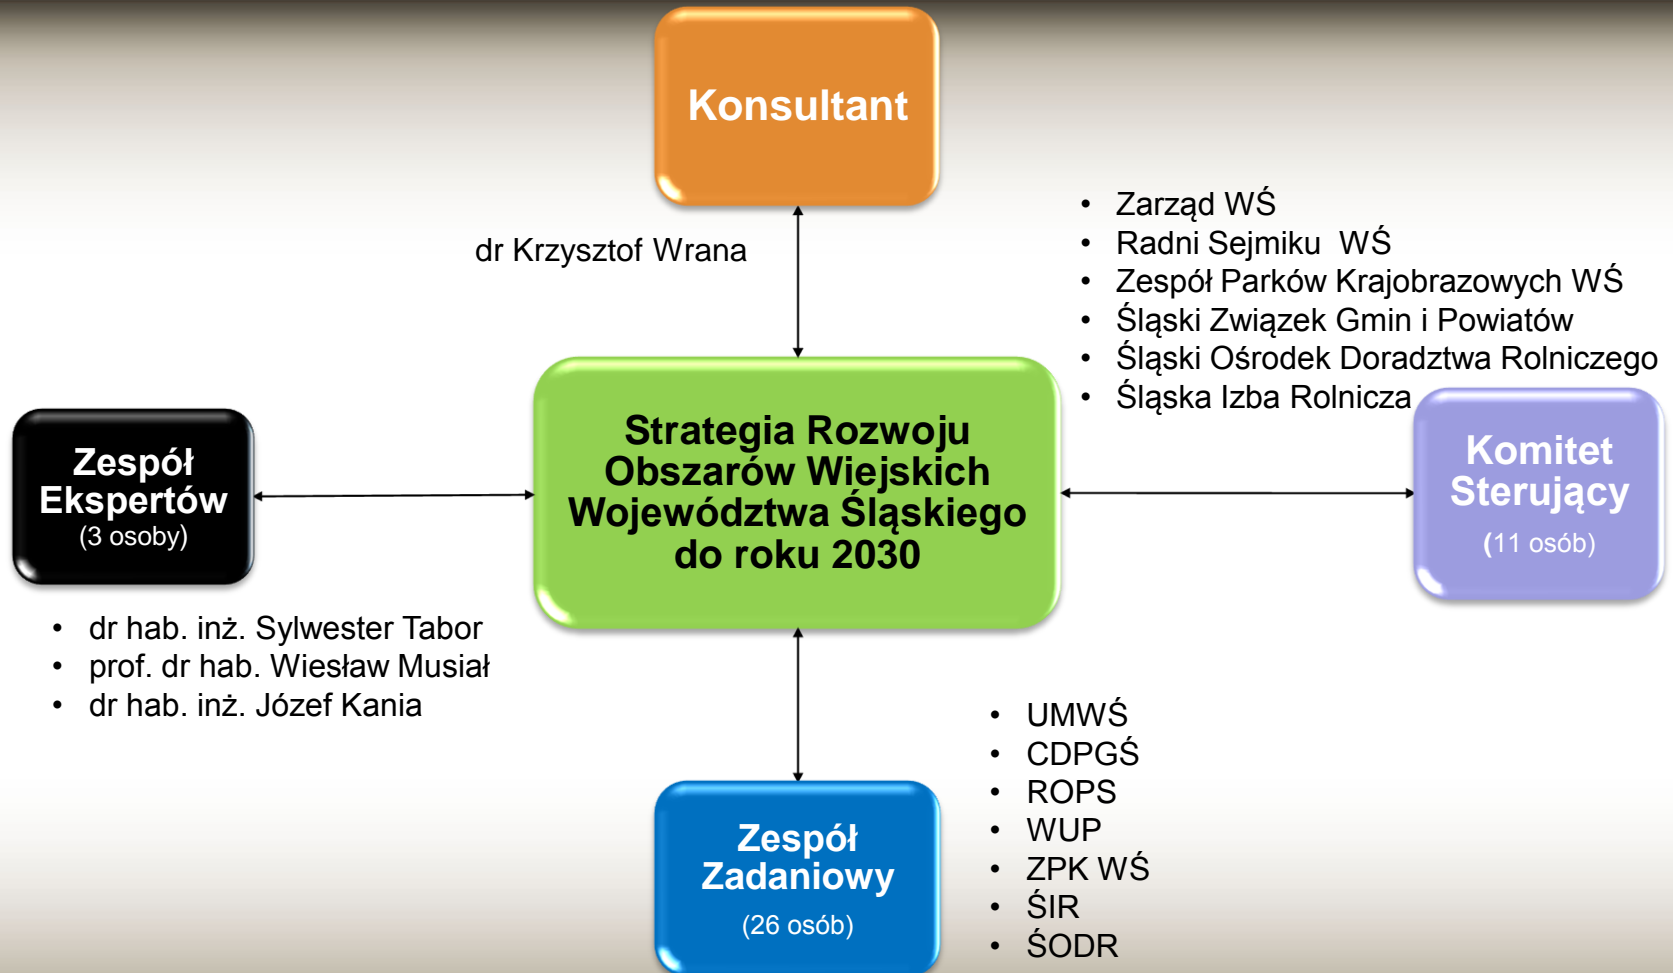 Konsultant
dr Krzysztof Wrana
• Zarząd WŚ
• Radni Sejmiku WŚ
• Zespół Parków Krajobrazowych WŚ
• Śląski Związek Gmin i Powiatów
• Śląski Ośrodek Doradztwa Rolniczego
• Śląska Izba Rolnicza
Zespół
Ekspertów
(3 osoby)
Strategia Rozwoju
Obszarów Wiejskich
Województwa Śląskiego
do roku 2030
Komitet
Sterujący
(11 osób)
• dr hab. inż. Sylwester Tabor
• prof. dr hab. Wiesław Musiał
• dr hab. inż. Józef Kania
Zespół
Zadaniowy
(26 osób)
• UMWŚ
• CDPGŚ
• ROPS
• WUP
• ZPK WŚ
• ŚIR
• ŚODR